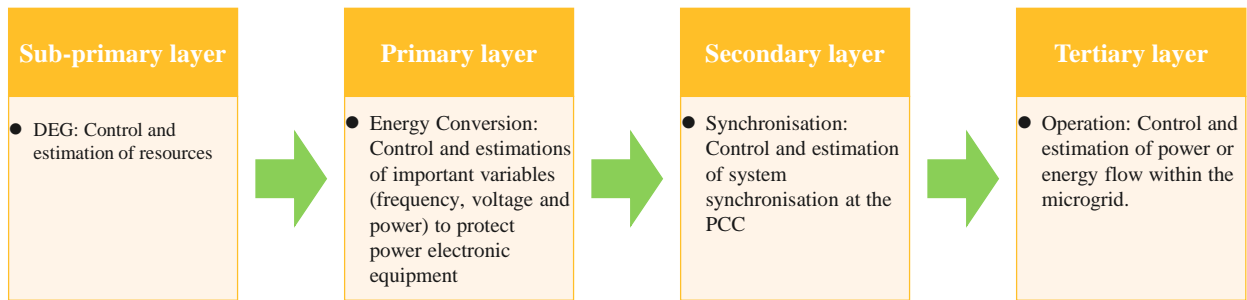 Sub-primary layer
● DEG: Control and
estimation of resources
Primary layer
● Energy Conversion:
Control and estimations
of important variables
(frequency, voltage and
power) to protect
power electronic
equipment
Secondary layer
● Synchronisation:
Control and estimation
of system
synchronisation at the
PCC
Tertiary layer
● Operation: Control and
estimation of power or
energy flow within the
microgrid.